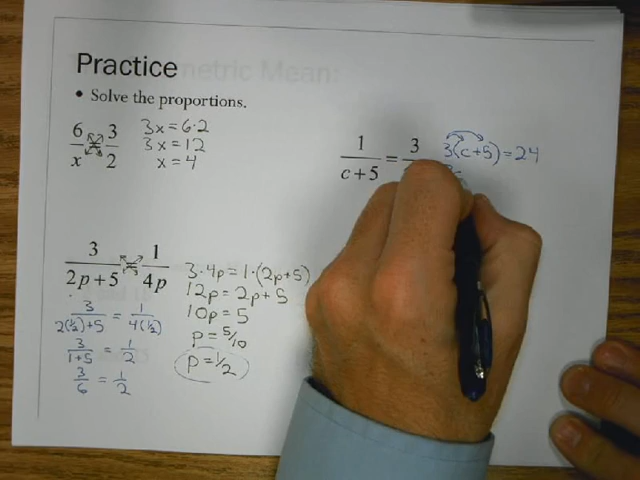 Practice
• Solve the proportions.
6/x = 3/2
3x = 6·2
3x = 12
x = 4
1/(c+5) = 3
3(c+5) = 24
3/(2p+5) = 1/4p
3·4p = 1·(2p+5)
12p = 2p+5
10p = 5
p = 5/10
p = 1/2
3/(2(1/2)+5) = 1/(4(1/2))
3/(1+5) = 1/2
3/6 = 1/2